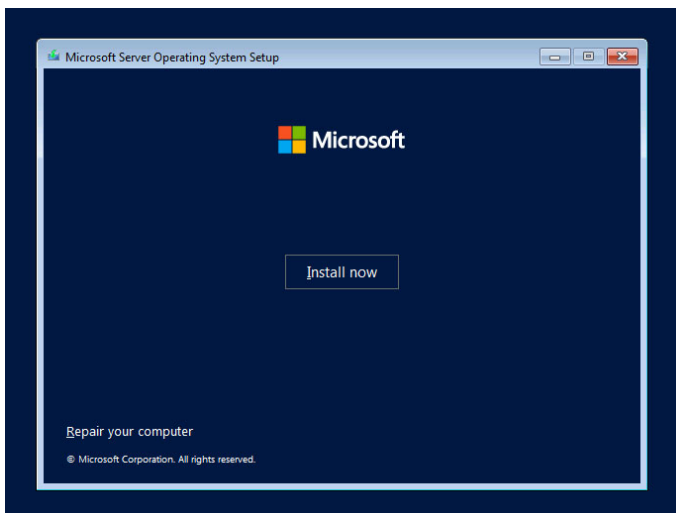 Microsoft Server Operating System Setup
Microsoft
Install now
Repair your computer
© Microsoft Corporation. All rights reserved.